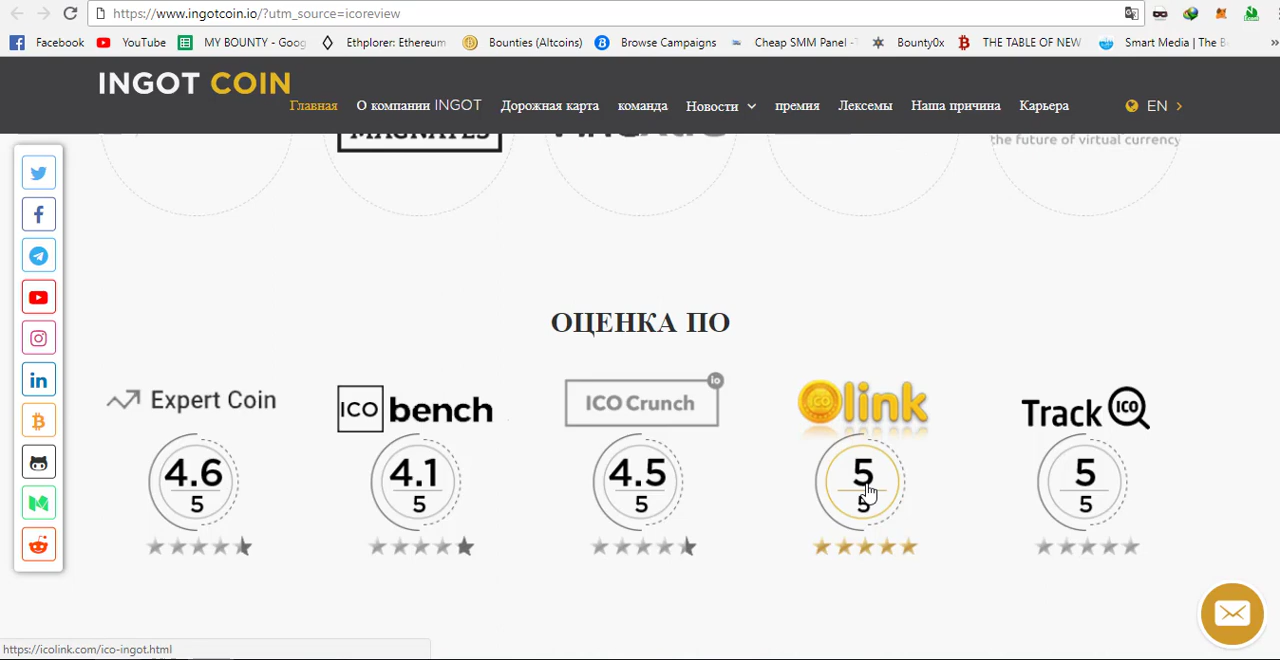 https://www.ingotcoin.io/?utm_source=icoreview
Facebook YouTube MY BOUNTY - Goog Ethplorer: Ethereum Bounties (Altcoins) Browse Campaigns Cheap SMM Panel - Bounty0x THE TABLE OF NEW Smart Media | The B »
INGOT COIN
Главная О компании INGOT Дорожная карта команда Новости премия Лексемы Наша причина Карьера EN
MAGNATES
the future of virtual currency
ОЦЕНКА ПО
Expert Coin ICO bench ICO Crunch io ICO link Track ICO
4.6 4.1 4.5 5 5
5 5 5 5 5
https://icolink.com/ico-ingot.html